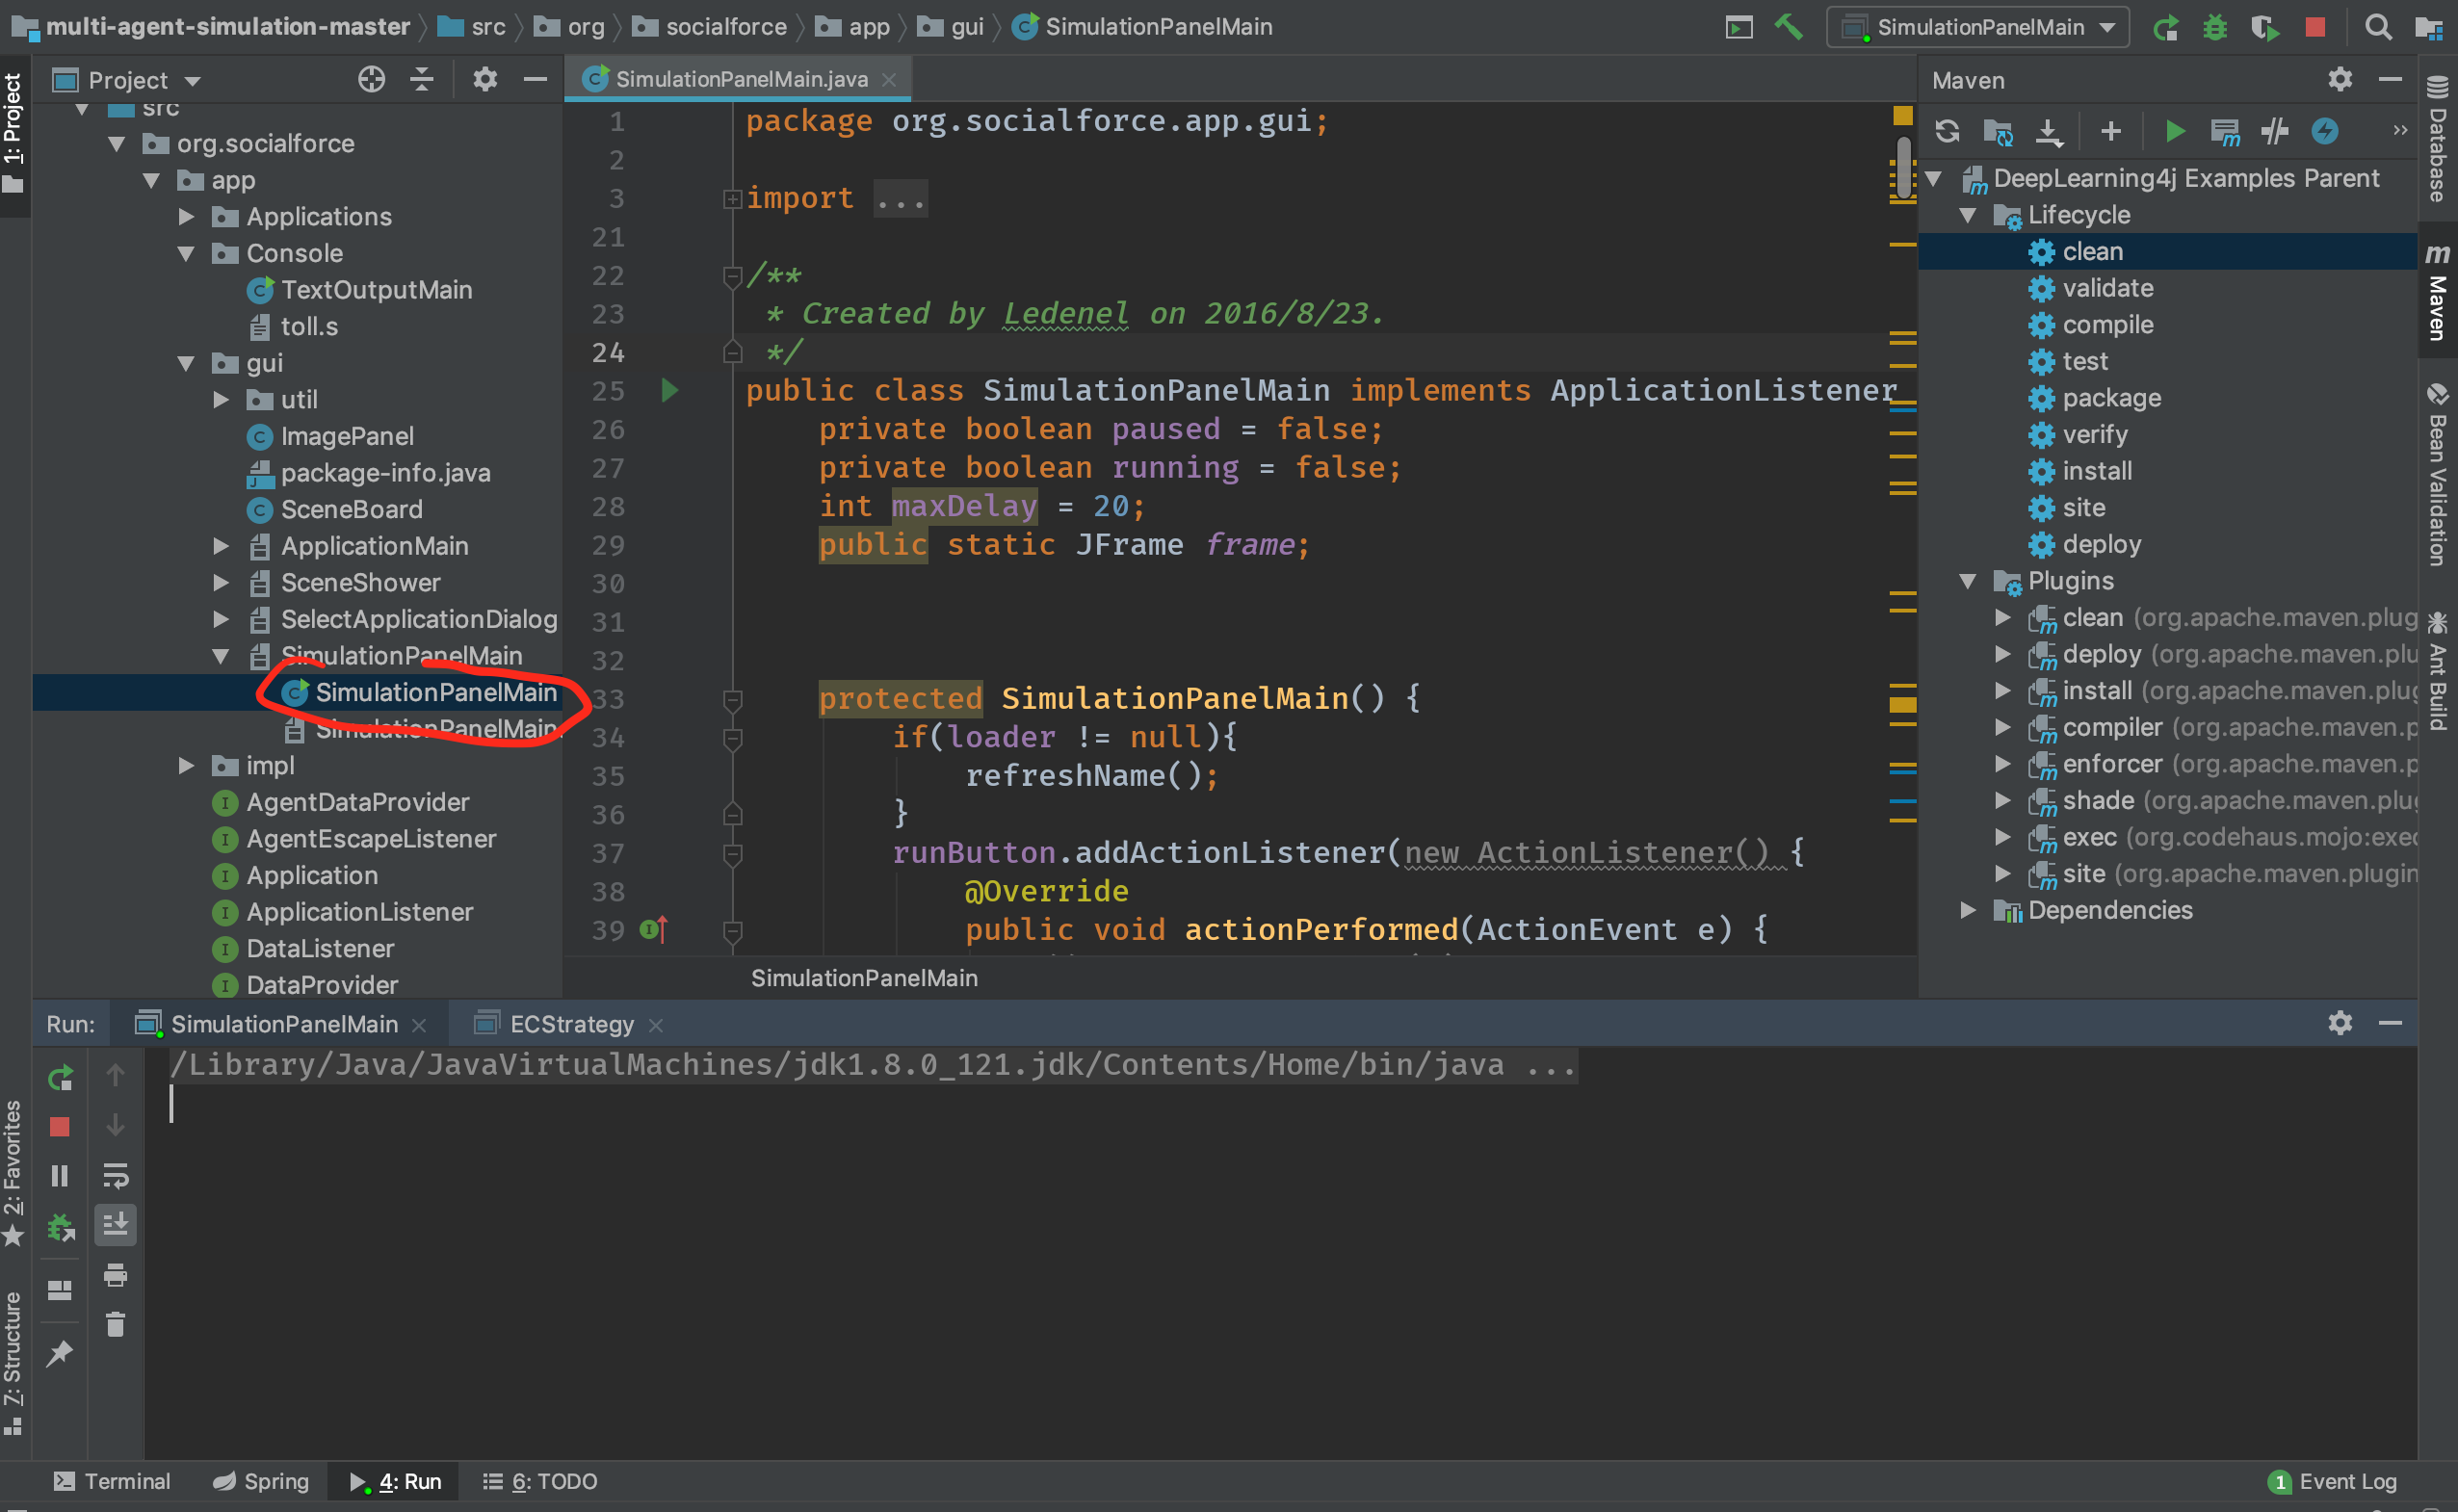 multi-agent-simulation-master src org socialforce app gui SimulationPanelMain
SimulationPanelMain
1: Project
Project
src
org.socialforce
app
Applications
Console
TextOutputMain
toll.s
gui
util
ImagePanel
package-info.java
SceneBoard
ApplicationMain
SceneShower
SelectApplicationDialog
SimulationPanelMain
SimulationPanelMain
SimulationPanelMain.
impl
AgentDataProvider
AgentEscapeListener
Application
ApplicationListener
DataListener
DataProvider
SimulationPanelMain.java
1 package org.socialforce.app.gui;
2
3 import ...
21
22 /**
23 * Created by Ledenel on 2016/8/23.
24 */
25 public class SimulationPanelMain implements ApplicationListener
26 private boolean paused = false;
27 private boolean running = false;
28 int maxDelay = 20;
29 public static JFrame frame;
30
31
32
33 protected SimulationPanelMain() {
34 if(loader != null){
35 refreshName();
36 }
37 runButton.addActionListener(new ActionListener() {
38 @Override
39 public void actionPerformed(ActionEvent e) {
SimulationPanelMain
Maven
DeepLearning4j Examples Parent
Lifecycle
clean
validate
compile
test
package
verify
install
site
deploy
Plugins
clean (org.apache.maven.plug
deploy (org.apache.maven.plu
install (org.apache.maven.plug
compiler (org.apache.maven.p
enforcer (org.apache.maven.p
shade (org.apache.maven.plug
exec (org.codehaus.mojo:exec
site (org.apache.maven.plugin
Dependencies
Database
Maven
Bean Validation
Ant Build
Run: SimulationPanelMain ECStrategy
/Library/Java/JavaVirtualMachines/jdk1.8.0_121.jdk/Contents/Home/bin/java ...
2: Favorites
7: Structure
Terminal Spring 4: Run 6: TODO 1 Event Log